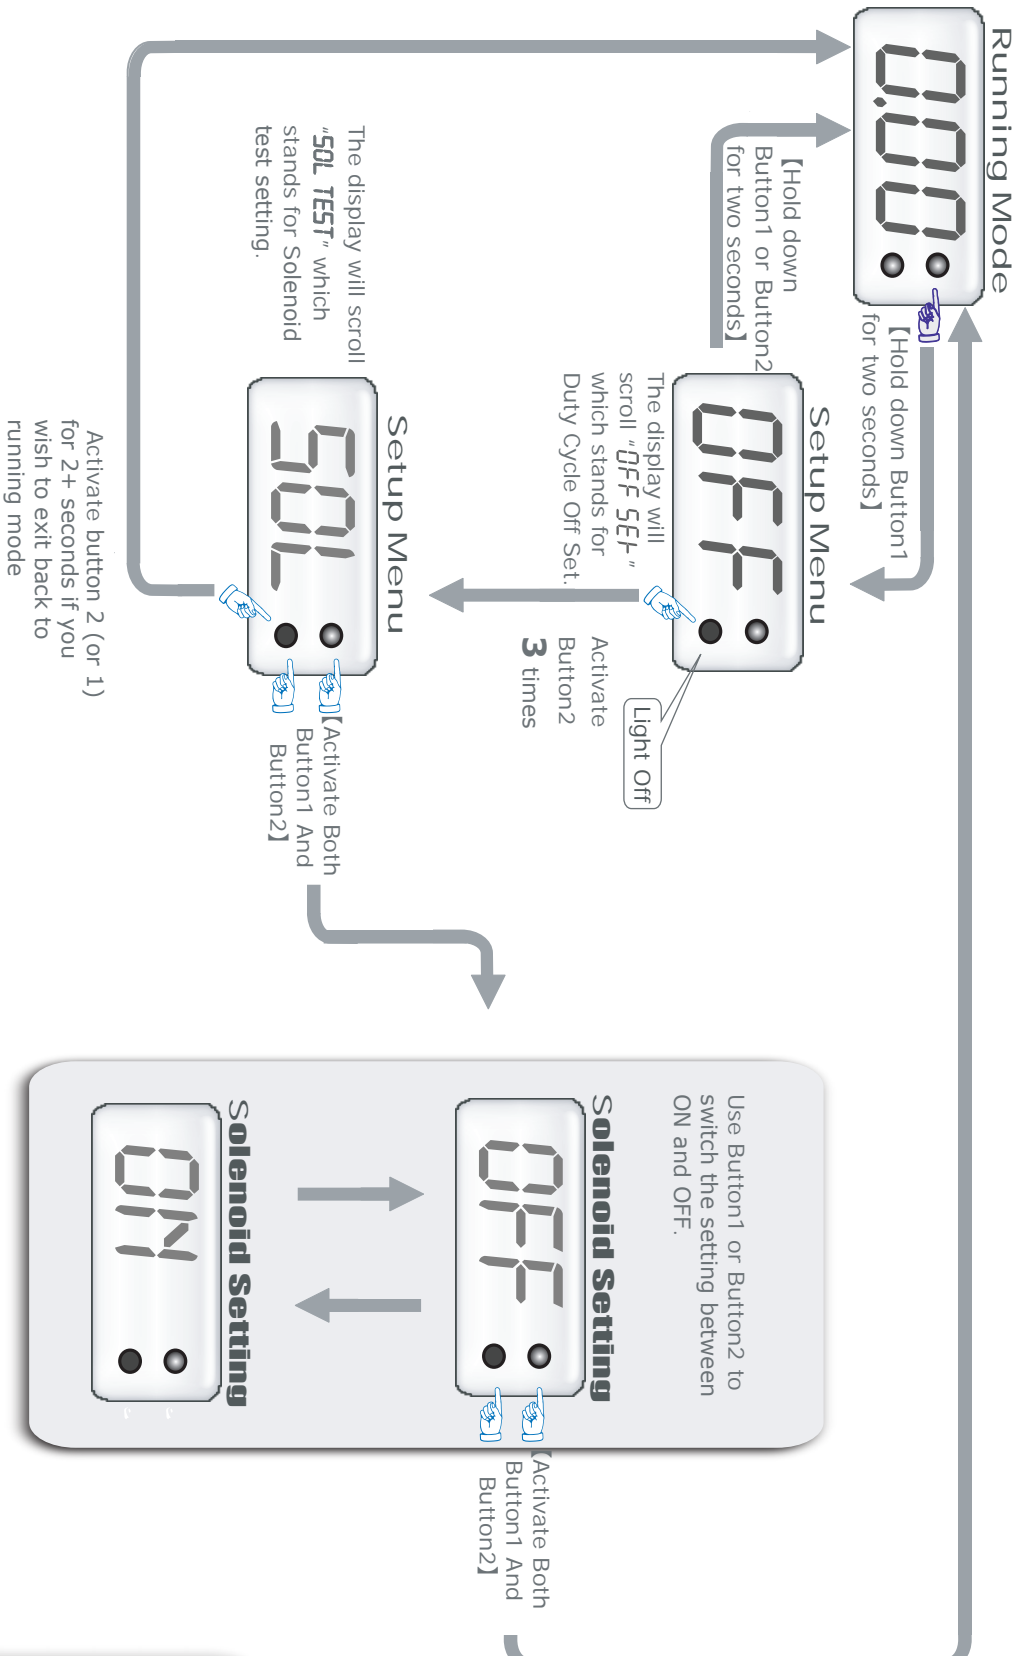 Running Mode
0.00
【Hold down Button1
for two seconds】
【Hold down
Button1 or Button2
for two seconds】
Setup Menu
OFF
The display will
scroll "OFF SEt"
which stands for
Duty Cycle Off Set.
Light Off
Activate
Button2
3 times
The display will scroll
"SOL TEST" which
stands for Solenoid
test setting.
Setup Menu
SOL
【Activate Both
Button1 And
Button2】
Activate button 2 (or 1)
for 2+ seconds if you
wish to exit back to
running mode
Use Button1 or Button2 to
switch the setting between
ON and OFF.
Solenoid Setting
OFF
【Activate Both
Button1 And
Button2】
Solenoid Setting
ON